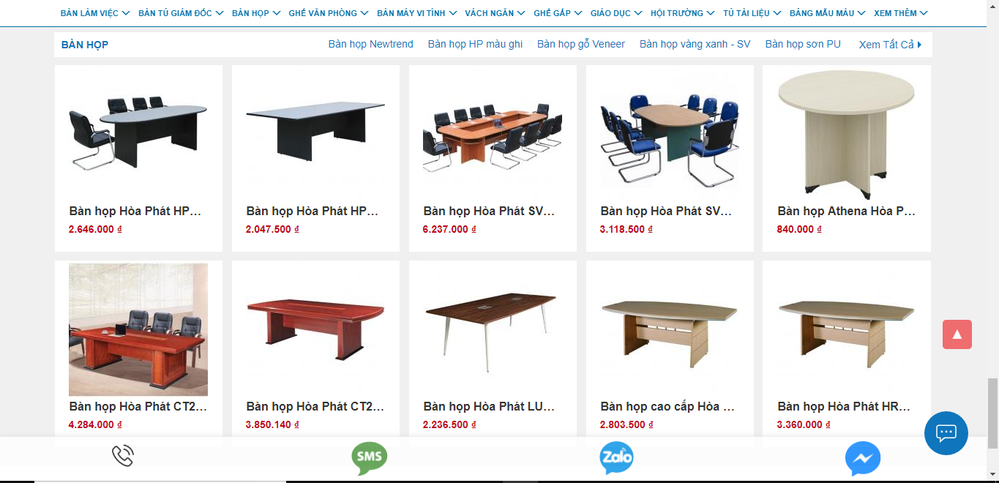 BÀN LÀM VIỆC BÀN TỦ GIÁM ĐỐC BÀN HỌP GHẾ VĂN PHÒNG BÀN MÁY VI TÍNH VÁCH NGĂN GHẾ GẤP GIÁO DỤC HỘI TRƯỜNG TỦ TÀI LIỆU BẢNG MẪU MÀU XEM THÊM
BÀN HỌP Bàn họp Newtrend Bàn họp HP màu ghi Bàn họp gỗ Veneer Bàn họp vàng xanh - SV Bàn họp sơn PU Xem Tất Cả
Bàn họp Hòa Phát HP... Bàn họp Hòa Phát HP... Bàn họp Hòa Phát SV... Bàn họp Hòa Phát SV... Bàn họp Athena Hòa P...
2.646.000 ₫ 2.047.500 ₫ 6.237.000 ₫ 3.118.500 ₫ 840.000 ₫
Bàn họp Hòa Phát CT2... Bàn họp Hòa Phát CT2... Bàn họp Hòa Phát LU... Bàn họp cao cấp Hòa ... Bàn họp Hòa Phát HR...
4.284.000 ₫ 3.850.140 ₫ 2.236.500 ₫ 2.803.500 ₫ 3.360.000 ₫
SMS Zalo